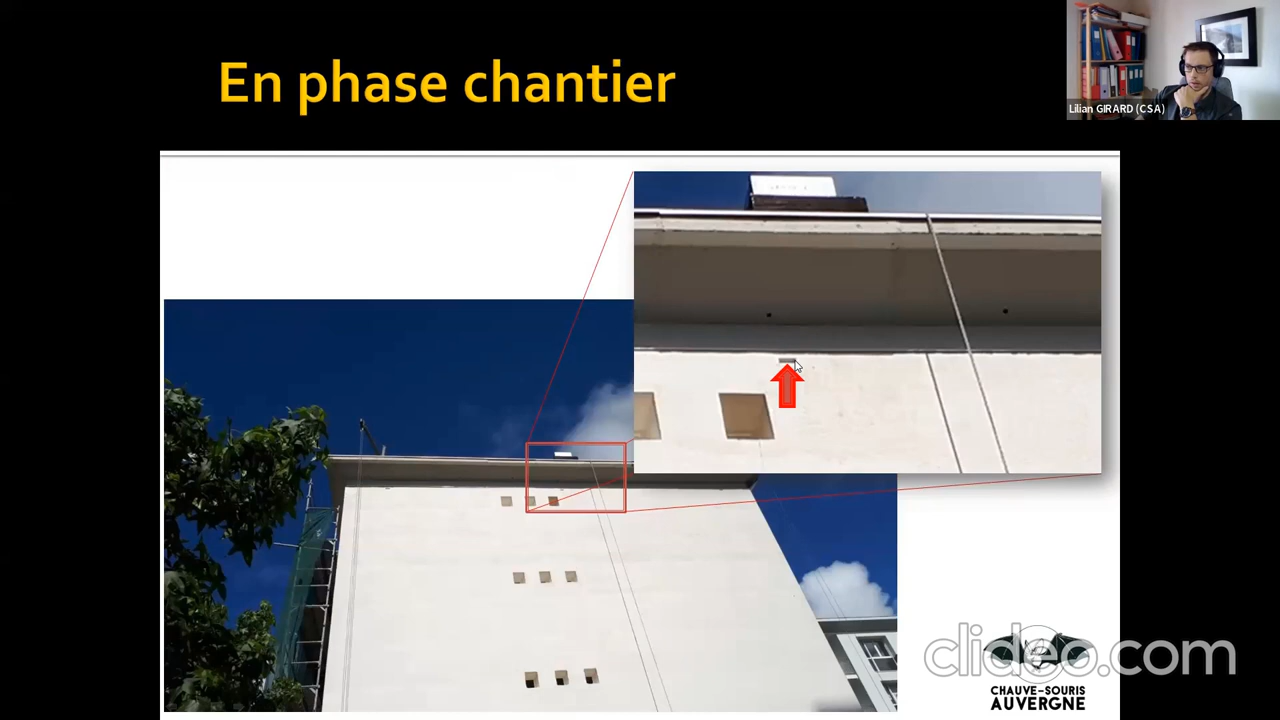 En phase chantier
Lilian GIRARD (CSA)
clideo.com
CHAUVE-SOURIS
AUVERGNE